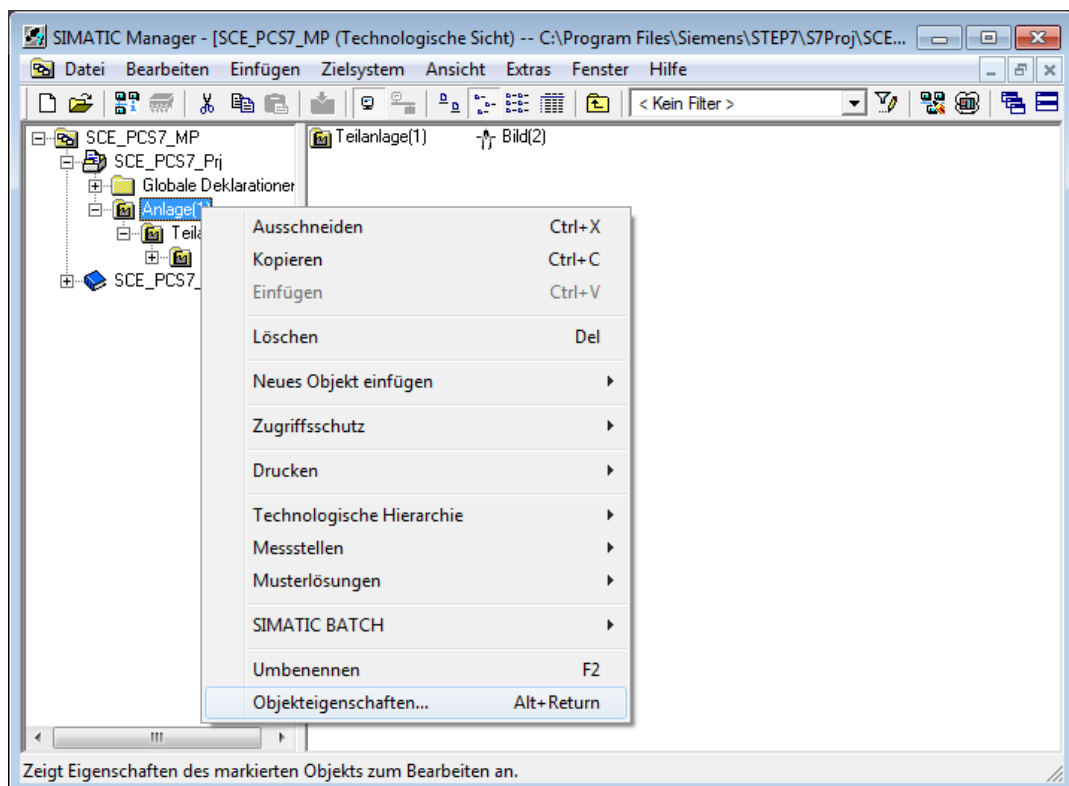 SIMATIC Manager - [SCE_PCS7_MP (Technologische Sicht) -- C:\Program Files\Siemens\STEP7\S7Proj\SCE...
Datei Bearbeiten Einfügen Zielsystem Ansicht Extras Fenster Hilfe
< Kein Filter >
SCE_PCS7_MP
SCE_PCS7_Prj
Globale Deklarationen
Anlage(1)
Teila
SCE_PCS7_
Teilanlage(1) Bild(2)
Ausschneiden Ctrl+X
Kopieren Ctrl+C
Einfügen Ctrl+V
Löschen Del
Neues Objekt einfügen
Zugriffsschutz
Drucken
Technologische Hierarchie
Messstellen
Musterlösungen
SIMATIC BATCH
Umbenennen F2
Objekteigenschaften... Alt+Return
Zeigt Eigenschaften des markierten Objekts zum Bearbeiten an.